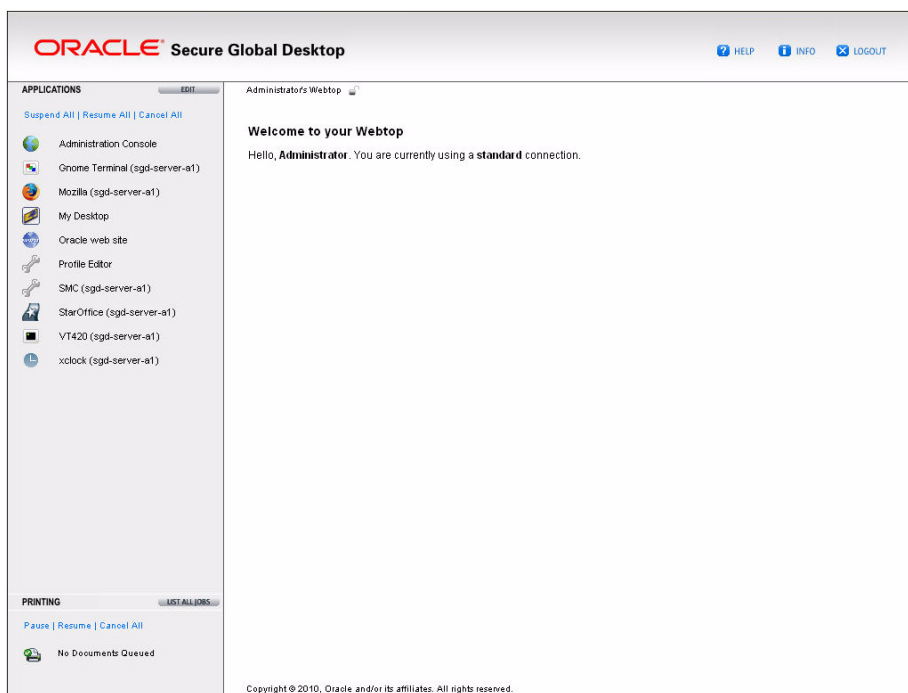 ORACLE Secure Global Desktop
HELP INFO LOGOUT
APPLICATIONS EDIT
Suspend All | Resume All | Cancel All
Administration Console
Gnome Terminal (sgd-server-a1)
Mozilla (sgd-server-a1)
My Desktop
Oracle web site
Profile Editor
SMC (sgd-server-a1)
StarOffice (sgd-server-a1)
VT420 (sgd-server-a1)
xclock (sgd-server-a1)
Administrator's Webtop
Welcome to your Webtop
Hello, Administrator. You are currently using a standard connection.
PRINTING LIST ALL JOBS
Pause | Resume | Cancel All
No Documents Queued
Copyright © 2010, Oracle and/or its affiliates. All rights reserved.